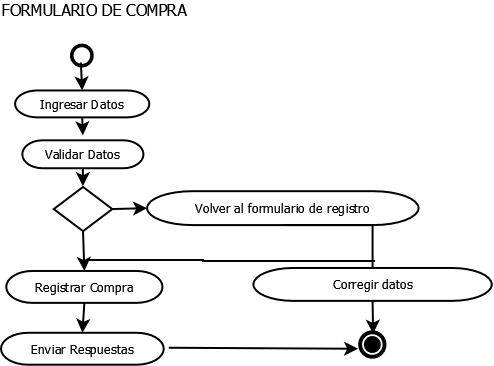 FORMULARIO DE COMPRA
Ingresar Datos
Validar Datos
Volver al formulario de registro
Registrar Compra
Corregir datos
Enviar Respuestas